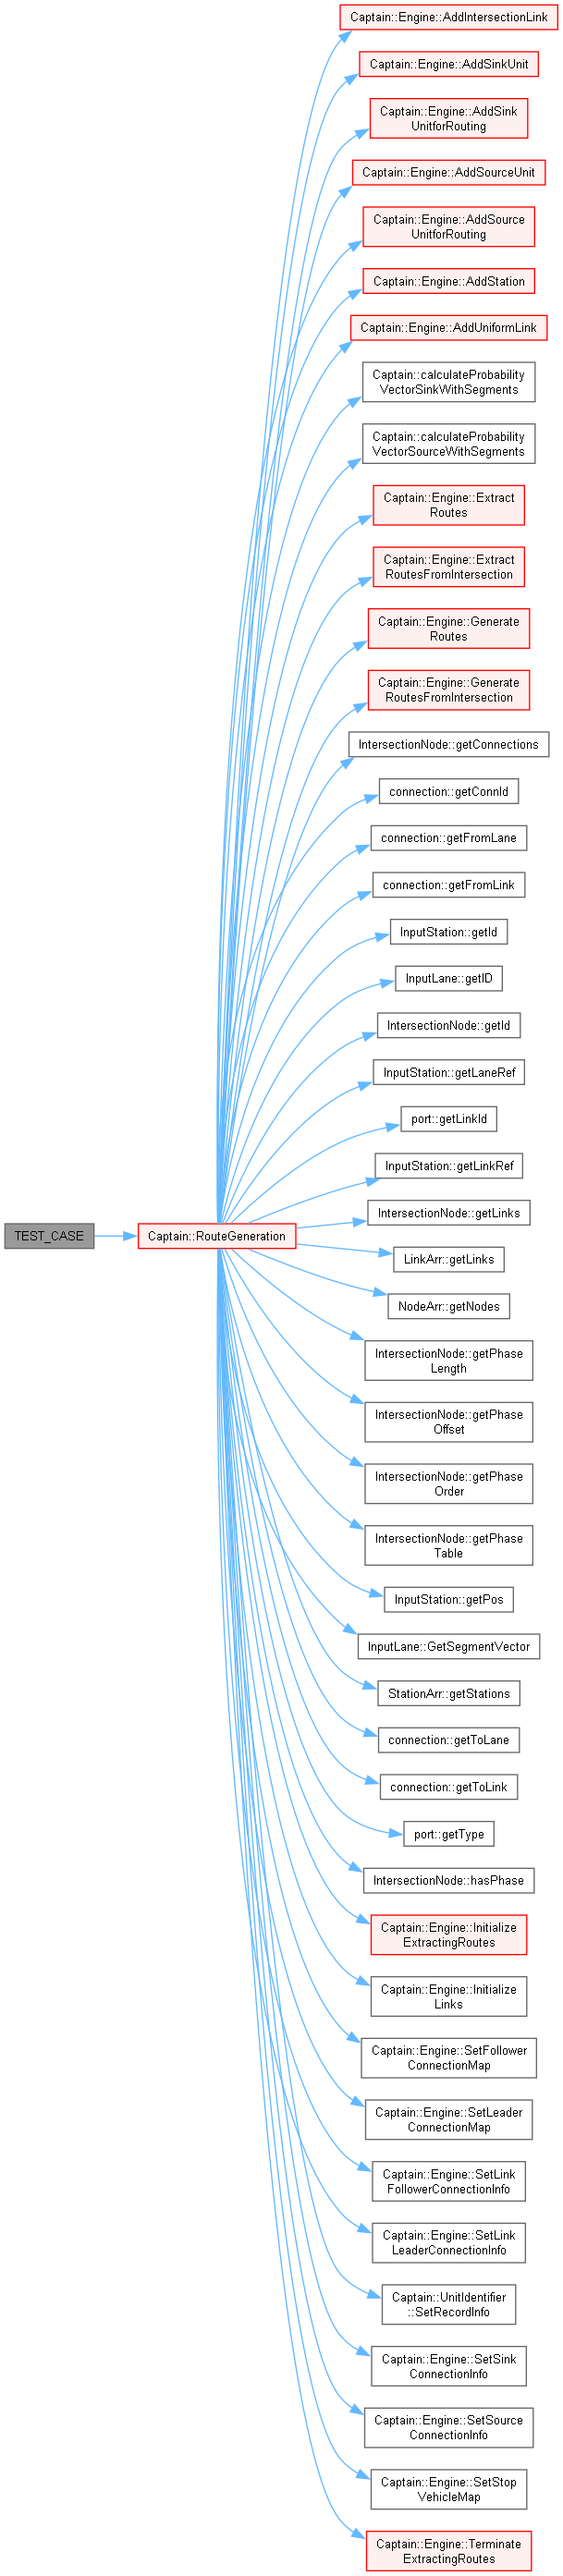 Captain::Engine::AddIntersectionLink
Captain::Engine::AddSinkUnit
Captain::Engine::AddSink
UnitforRouting
Captain::Engine::AddSourceUnit
Captain::Engine::AddSource
UnitforRouting
Captain::Engine::AddStation
Captain::Engine::AddUniformLink
Captain::calculateProbability
VectorSinkWithSegments
Captain::calculateProbability
VectorSourceWithSegments
Captain::Engine::Extract
Routes
Captain::Engine::Extract
RoutesFromIntersection
Captain::Engine::Generate
Routes
Captain::Engine::Generate
RoutesFromIntersection
IntersectionNode::getConnections
connection::getConnId
connection::getFromLane
connection::getFromLink
InputStation::getId
InputLane::getID
IntersectionNode::getId
InputStation::getLaneRef
port::getLinkId
InputStation::getLinkRef
IntersectionNode::getLinks
TEST_CASE
Captain::RouteGeneration
LinkArr::getLinks
NodeArr::getNodes
IntersectionNode::getPhase
Length
IntersectionNode::getPhase
Offset
IntersectionNode::getPhase
Order
IntersectionNode::getPhase
Table
InputStation::getPos
InputLane::GetSegmentVector
StationArr::getStations
connection::getToLane
connection::getToLink
port::getType
IntersectionNode::hasPhase
Captain::Engine::Initialize
ExtractingRoutes
Captain::Engine::Initialize
Links
Captain::Engine::SetFollower
ConnectionMap
Captain::Engine::SetLeader
ConnectionMap
Captain::Engine::SetLink
FollowerConnectionInfo
Captain::Engine::SetLink
LeaderConnectionInfo
Captain::UnitIdentifier
::SetRecordInfo
Captain::Engine::SetSink
ConnectionInfo
Captain::Engine::SetSource
ConnectionInfo
Captain::Engine::SetStop
VehicleMap
Captain::Engine::Terminate
ExtractingRoutes